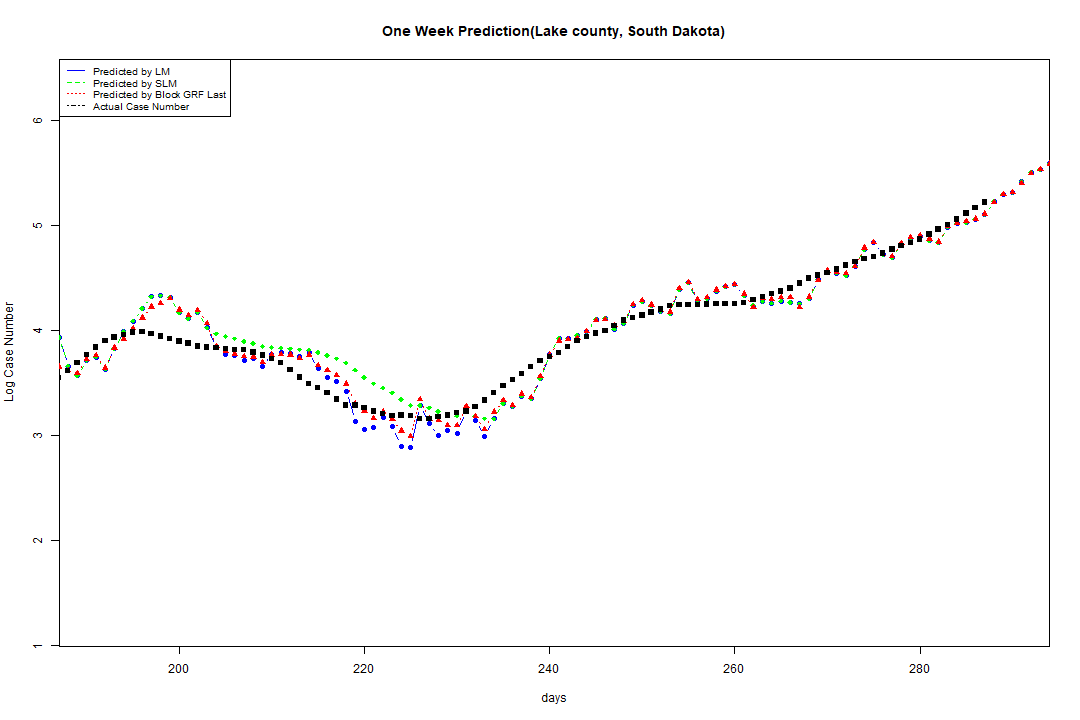 One Week Prediction(Lake county, South Dakota)
Predicted by LM
Predicted by SLM
Predicted by Block GRF Last
Actual Case Number
6
5
4
3
2
1
Log Case Number
200 220 240 260 280
days